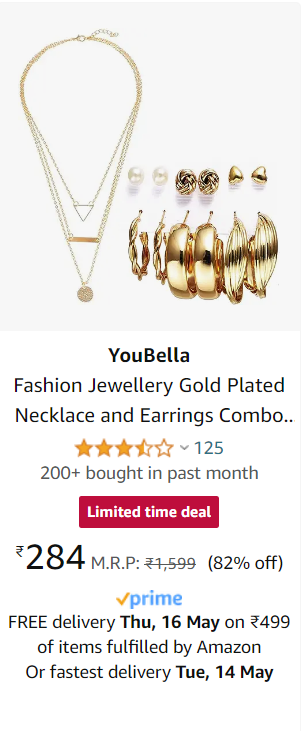 YouBella
Fashion Jewellery Gold Plated
Necklace and Earrings Combo..
125
200+ bought in past month
Limited time deal
₹284 M.R.P: ₹1,599 (82% off)
prime
FREE delivery Thu, 16 May on ₹499
of items fulfilled by Amazon
Or fastest delivery Tue, 14 May